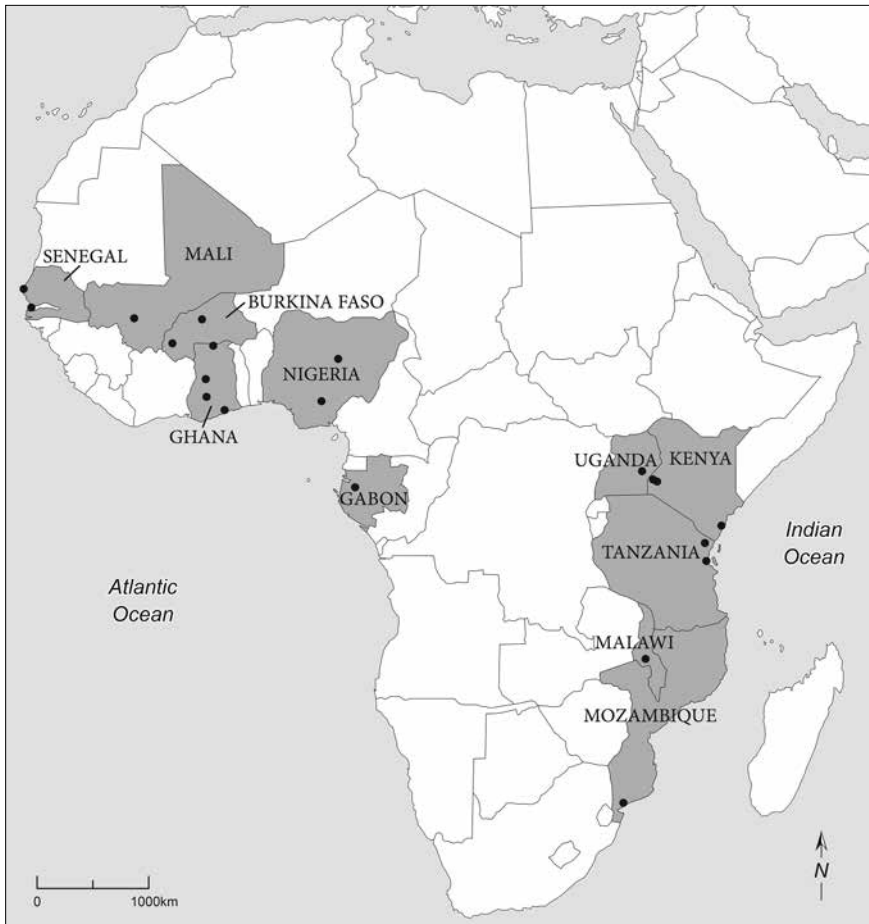 SENEGAL
MALI
BURKINA FASO
NIGERIA
GHANA
UGANDA
KENYA
GABON
Indian
Ocean
TANZANIA
Atlantic
Ocean
MALAWI
MOZAMBIQUE
N
0 1000km